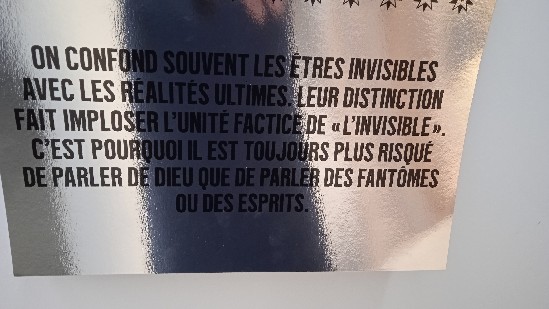 ON CONFOND SOUVENT LES ÊTRES INVISIBLES
AVEC LES RÉALITÉS ULTIMES. LEUR DISTINCTION
FAIT IMPLOSER L'UNITÉ FACTICE DE « L'INVISIBLE ».
C'EST POURQUOI IL EST TOUJOURS PLUS RISQUÉ
DE PARLER DE DIEU QUE DE PARLER DES FANTÔMES
OU DES ESPRITS.